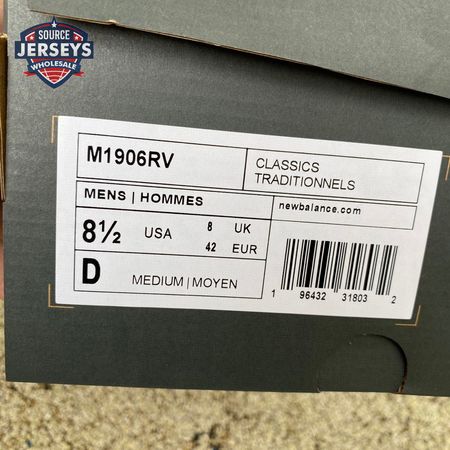 SOURCE
JERSEYS
WHOLESALE
M1906RV
CLASSICS
TRADITIONNELS
MENS | HOMMES
newbalance.com
8½ USA 8 UK
42 EUR
D MEDIUM | MOYEN
1 96432 31803 2